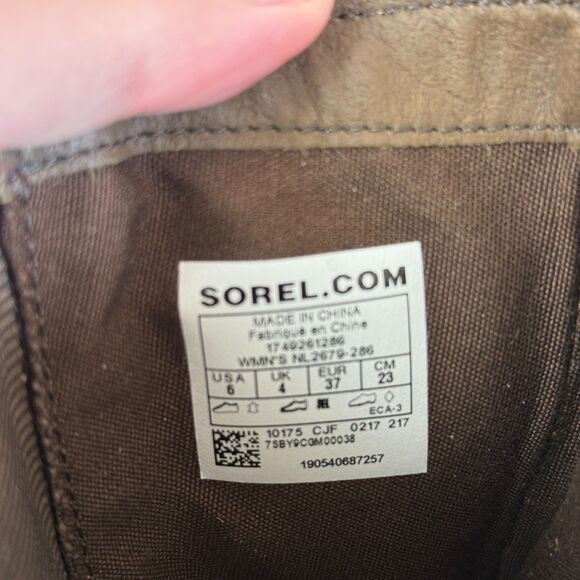 SOREL.COM
MADE IN CHINA
Fabriqué en Chine
1749261286
WMN'S NL2679-286
USA UK EUR CM
6 4 37 23
ECA-3
10175 CJF 0217 217
7SBY9CGM00038
190540687257